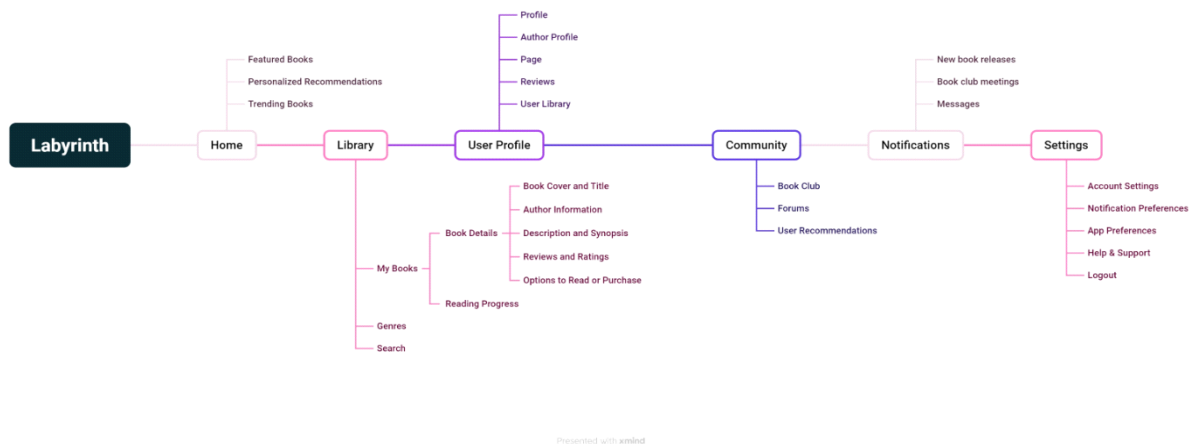 Labyrinth
Home
Featured Books
Personalized Recommendations
Trending Books
Library
My Books
Book Details
Book Cover and Title
Author Information
Description and Synopsis
Reviews and Ratings
Options to Read or Purchase
Reading Progress
Genres
Search
User Profile
Profile
Author Profile
Page
Reviews
User Library
Community
Book Club
Forums
User Recommendations
Notifications
New book releases
Book club meetings
Messages
Settings
Account Settings
Notification Preferences
App Preferences
Help & Support
Logout
Presented with xmind